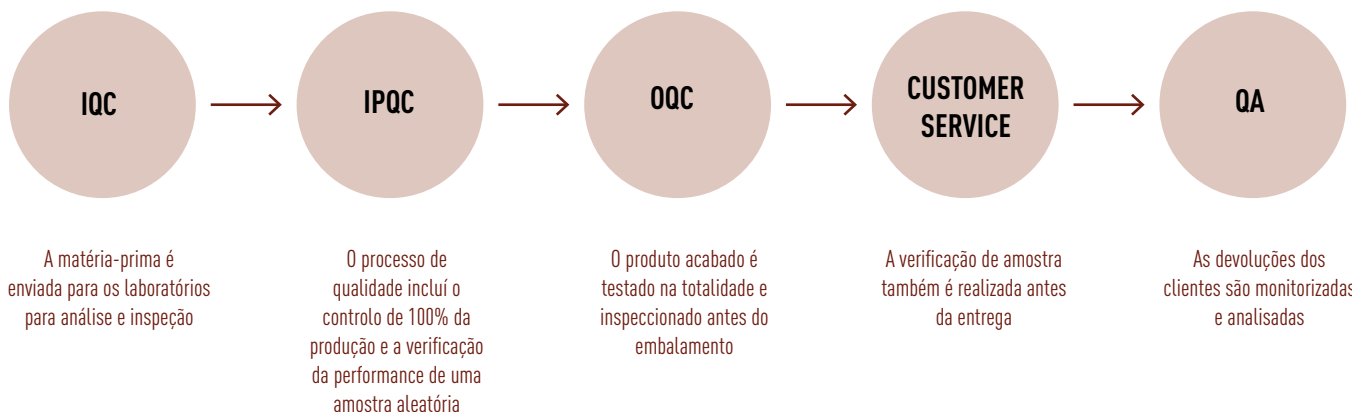 IQC
IPQC
OQC
CUSTOMER
SERVICE
QA
A matéria-prima é
enviada para os laboratórios
para análise e inspeção
O processo de
qualidade incluí o
controlo de 100% da
produção e a verificação
da performance de uma
amostra aleatória
O produto acabado é
testado na totalidade e
inspeccionado antes do
embalamento
A verificação de amostra
também é realizada antes
da entrega
As devoluções dos
clientes são monitorizadas
e analisadas